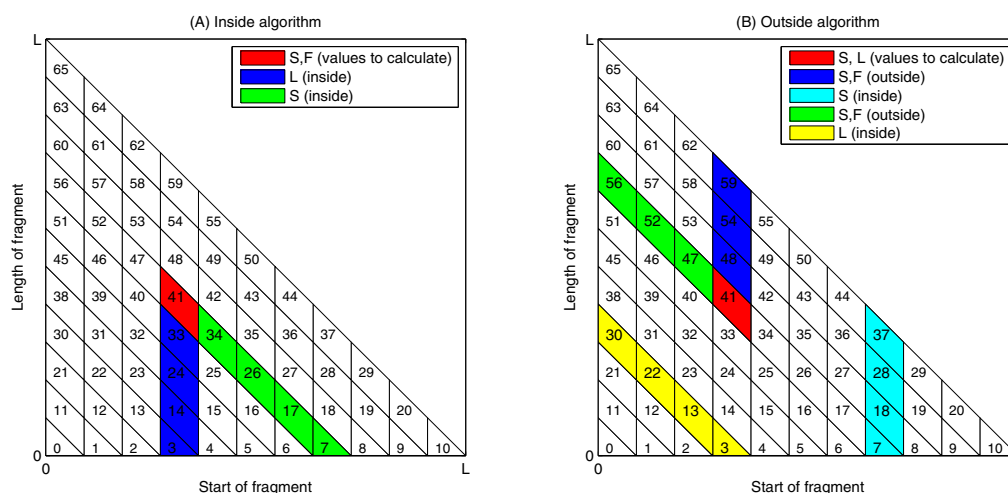 (A) Inside algorithm
L
S,F (values to calculate)
L (inside)
S (inside)
65
63 64
60 61 62
56 57 58 59
51 52 53 54 55
45 46 47 48 49 50
38 39 40 41 42 43 44
30 31 32 33 34 35 36 37
21 22 23 24 25 26 27 28 29
11 12 13 14 15 16 17 18 19 20
0 0 1 2 3 4 5 6 7 8 9 10
0 L
Length of fragment
Start of fragment
(B) Outside algorithm
L
S, L (values to calculate)
S,F (outside)
S (inside)
S,F (outside)
L (inside)
65
63 64
60 61 62
56 57 58 59
51 52 53 54 55
45 46 47 48 49 50
38 39 40 41 42 43 44
30 31 32 33 34 35 36 37
21 22 23 24 25 26 27 28 29
11 12 13 14 15 16 17 18 19 20
0 0 1 2 3 4 5 6 7 8 9 10
0
Length of fragment
Start of fragment